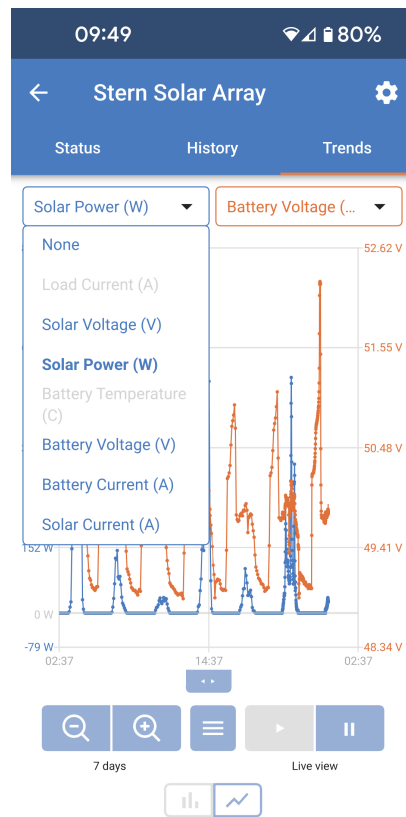 09:49 80%
Stern Solar Array
Status History Trends
Solar Power (W) Battery Voltage (...
None
Load Current (A)
Solar Voltage (V)
Solar Power (W)
Battery Temperature
(C)
Battery Voltage (V)
Battery Current (A)
Solar Current (A)
52.62 V
51.55 V
50.48 V
152 W 49.41 V
0 W
-79 W 48.34 V
02:37 14:37 02:37
7 days Live view